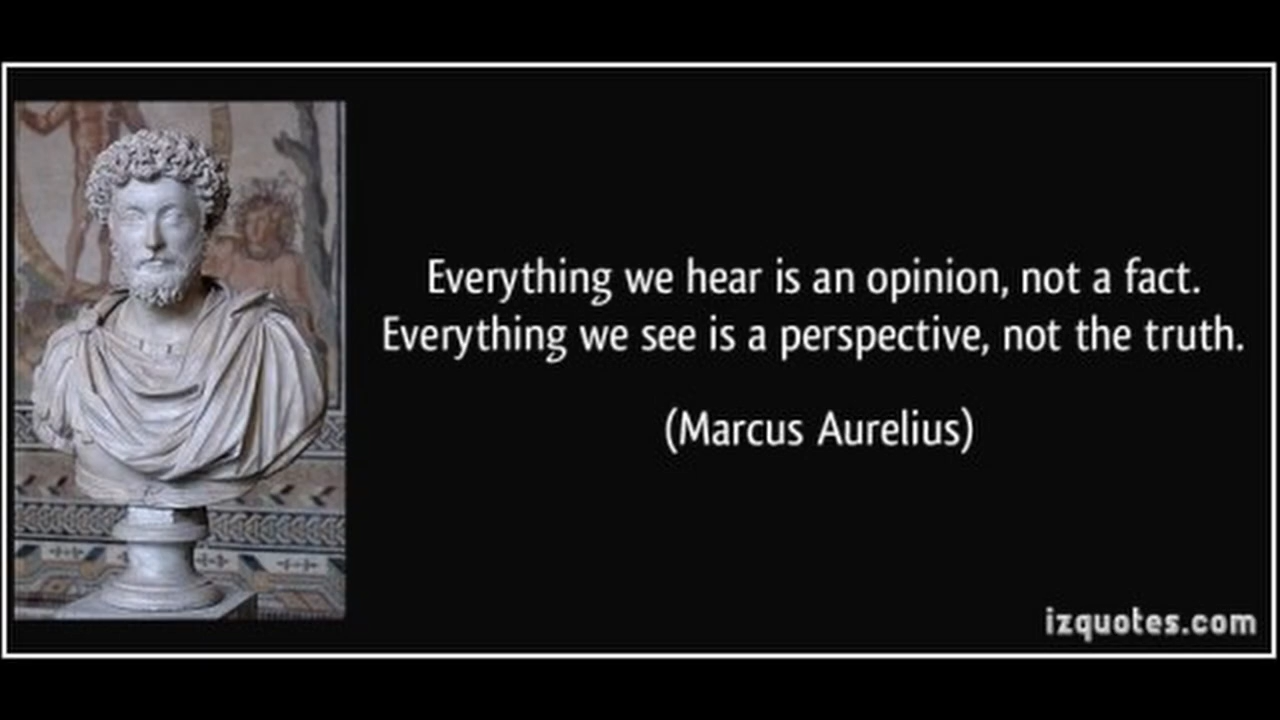 Everything we hear is an opinion, not a fact.
Everything we see is a perspective, not the truth.
(Marcus Aurelius)
izquotes.com